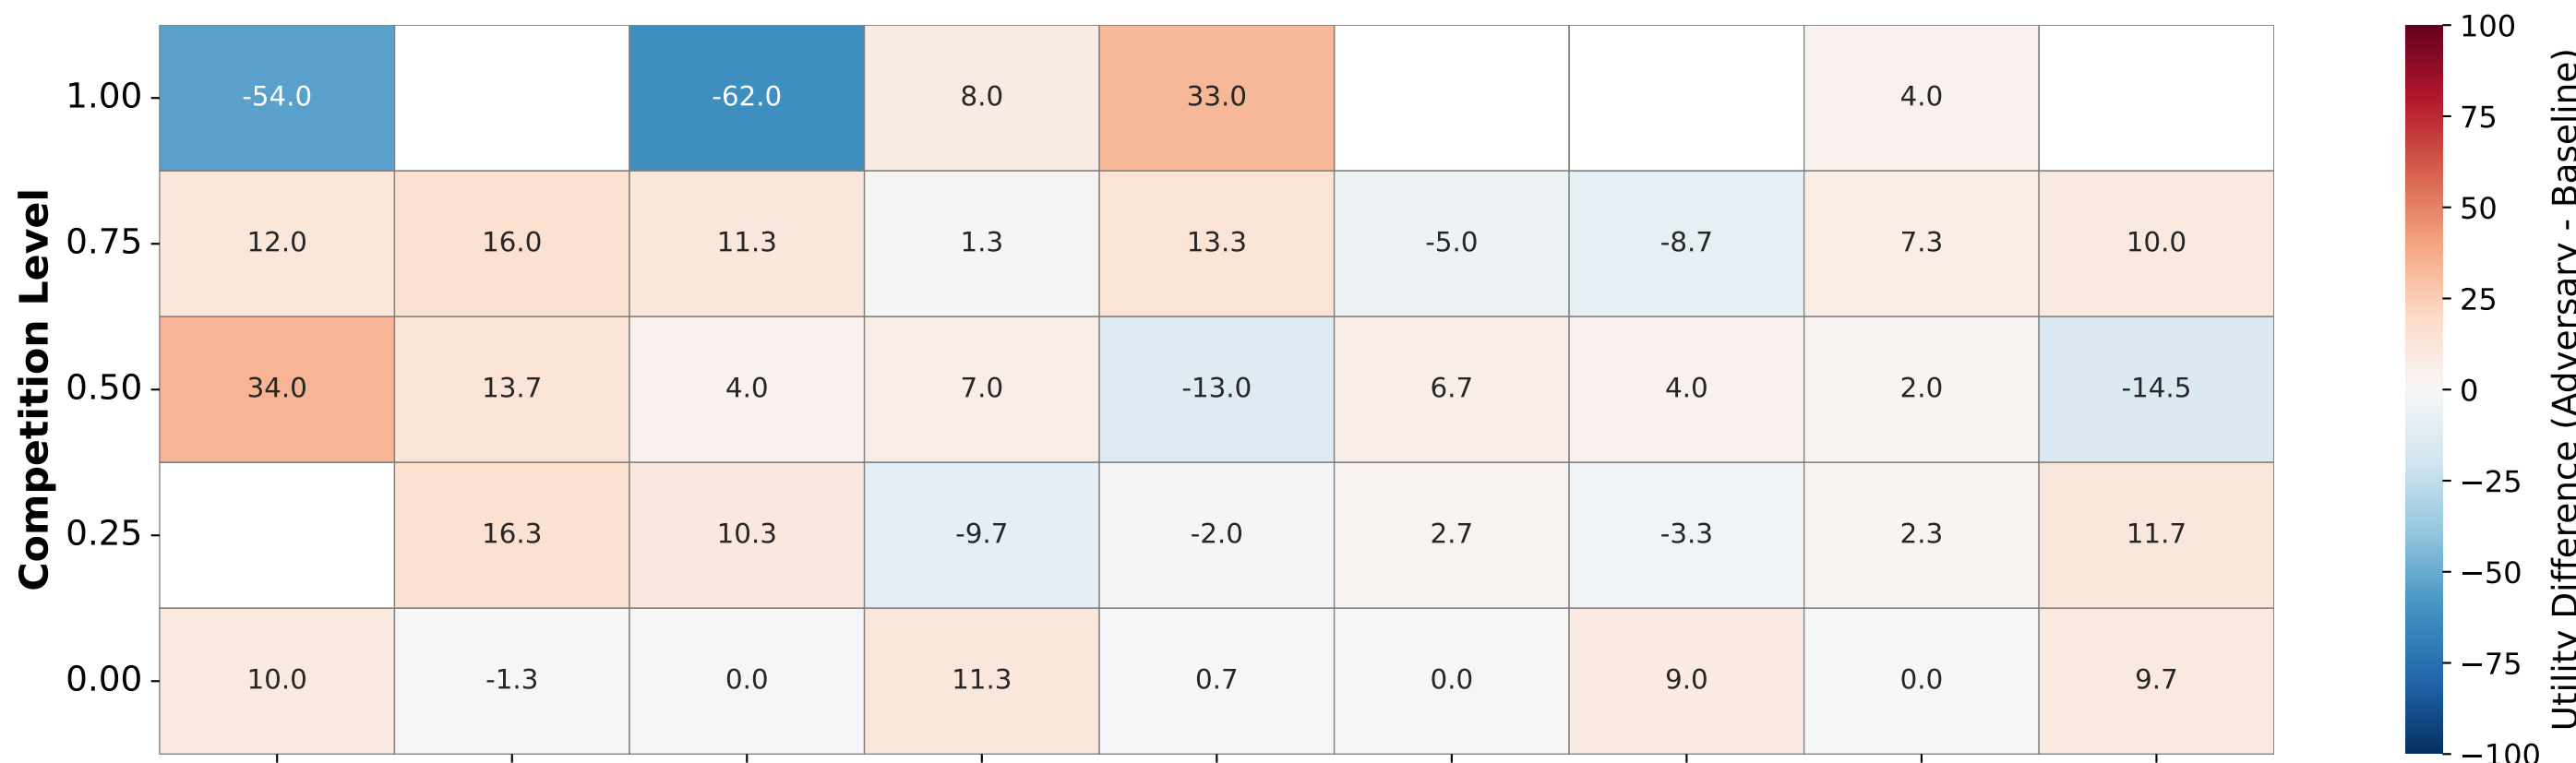 Competition Level
1.00 -54.0 -62.0 8.0 33.0 4.0
0.75 12.0 16.0 11.3 1.3 13.3 -5.0 -8.7 7.3 10.0
0.50 34.0 13.7 4.0 7.0 -13.0 6.7 4.0 2.0 -14.5
0.25 16.3 10.3 -9.7 -2.0 2.7 -3.3 2.3 11.7
0.00 10.0 -1.3 0.0 11.3 0.7 0.0 9.0 0.0 9.7
100
75
50
25
0
−25
−50
−75
−100
Utility Difference (Adversary - Baseline)